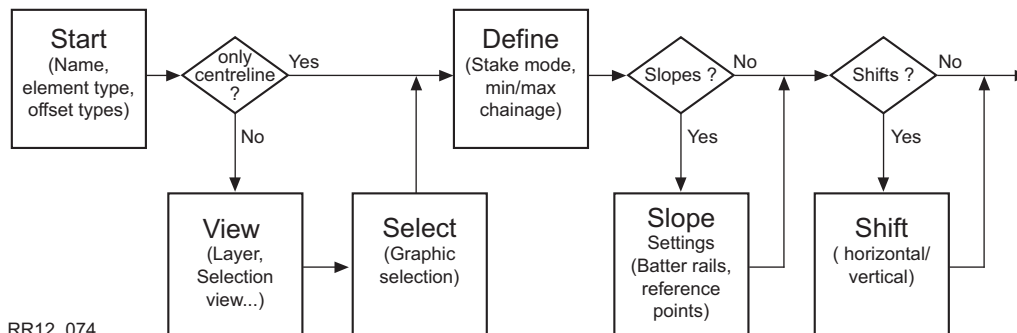 Start
(Name,
element type,
offset types)
only
centreline
?
Yes
No
View
(Layer,
Selection
view...)
Select
(Graphic
selection)
Define
(Stake mode,
min/max
chainage)
Slopes ?
No
Yes
Slope
Settings
(Batter rails,
reference
points)
Shifts ?
No
Yes
Shift
( horizontal/
vertical)
RR12_074